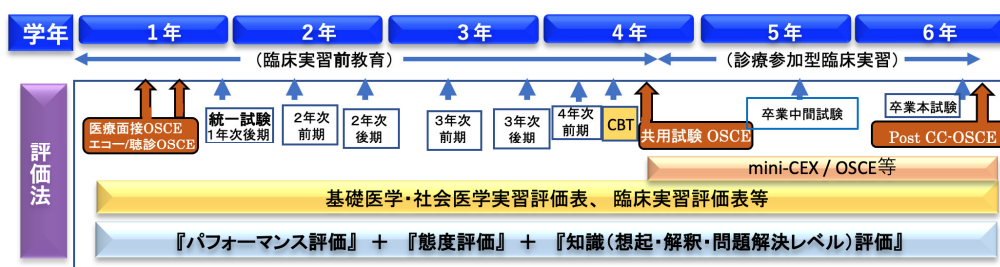 学年 1年 2年 3年 4年 5年 6年
(臨床実習前教育) (診療参加型臨床実習)
評価法
医療面接OSCE
エコー/聴診OSCE
統一試験
1年次後期
2年次
前期
2年次
後期
3年次
前期
3年次
後期
4年次
前期
CBT
共用試験 OSCE
卒業中間試験
卒業本試験
Post CC-OSCE
mini-CEX / OSCE等
基礎医学・社会医学実習評価表、 臨床実習評価表等
『パフォーマンス評価』 + 『態度評価』 + 『知識(想起・解釈・問題解決レベル)評価』